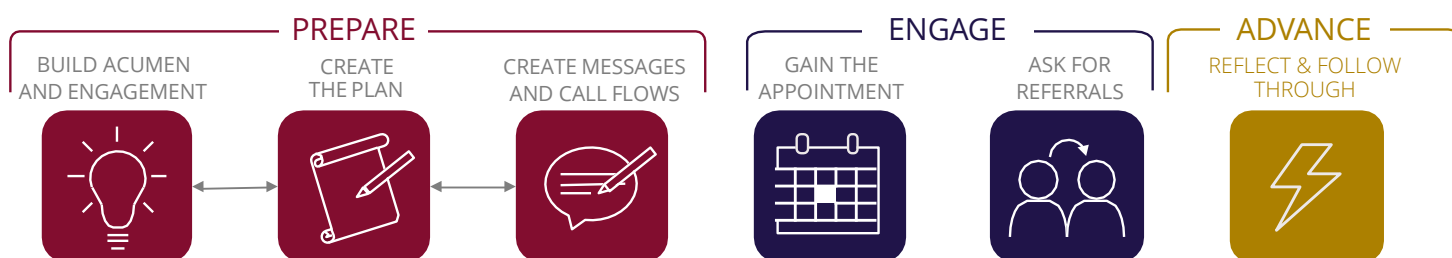 PREPARE
BUILD ACUMEN
AND ENGAGEMENT
CREATE
THE PLAN
CREATE MESSAGES
AND CALL FLOWS
ENGAGE
GAIN THE
APPOINTMENT
ASK FOR
REFERRALS
ADVANCE
REFLECT & FOLLOW
THROUGH